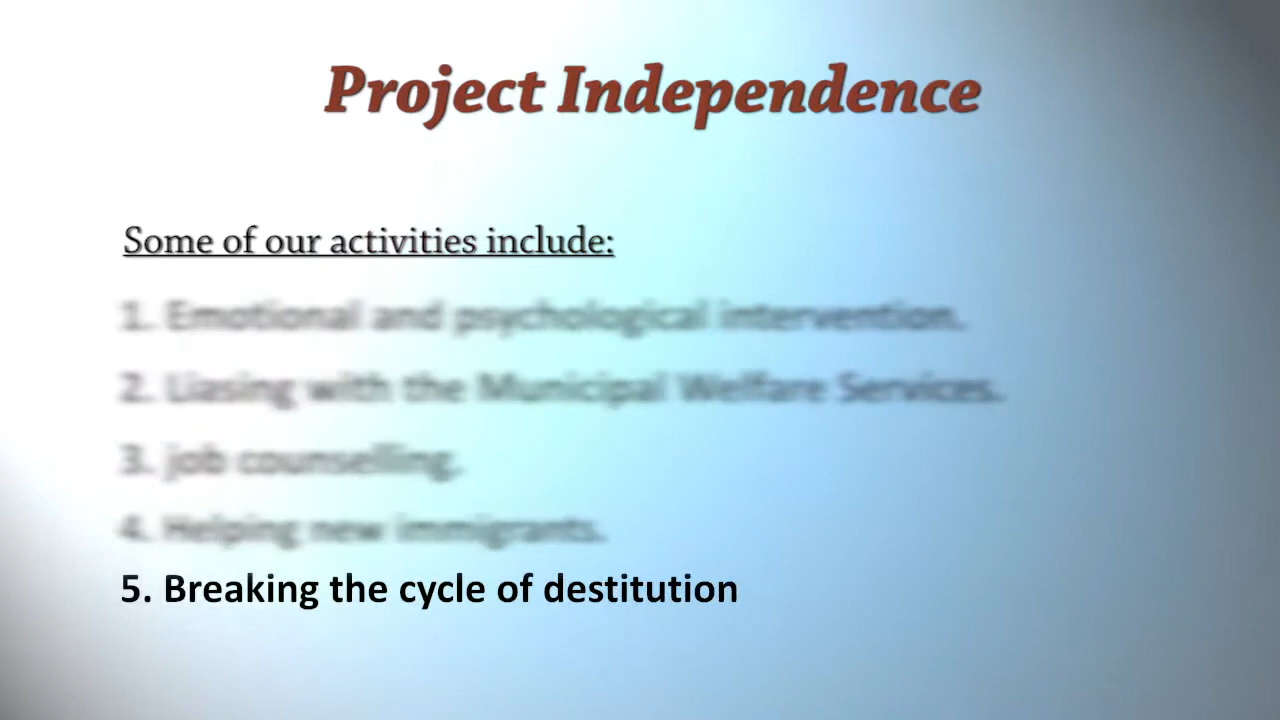 Project Independence
Some of our activities include:
1. Emotional and psychological intervention.
2. Liasing with the Municipal Welfare Services.
3. job counselling.
4. Helping new immigrants.
5. Breaking the cycle of destitution